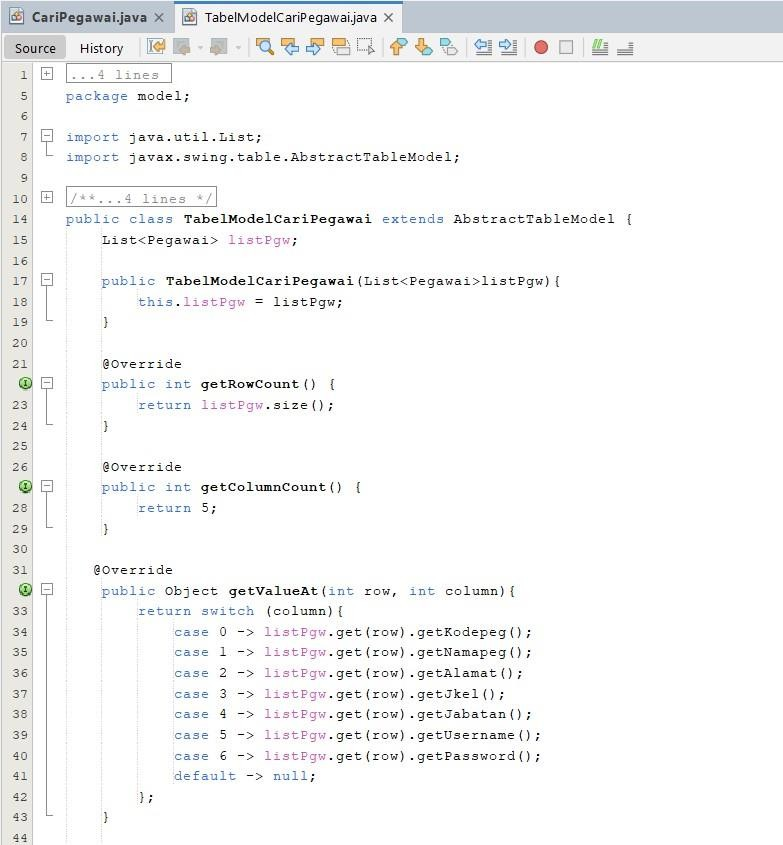 CariPegawai.java TabelModelCariPegawai.java
Source History
1 ...4 lines
5 package model;
6
7 import java.util.List;
8 import javax.swing.table.AbstractTableModel;
9
10 /**...4 lines */
14 public class TabelModelCariPegawai extends AbstractTableModel {
15 List<Pegawai> listPgw;
16
17 public TabelModelCariPegawai(List<Pegawai>listPgw){
18 this.listPgw = listPgw;
19 }
20
21 @Override
public int getRowCount() {
23 return listPgw.size();
24 }
25
26 @Override
public int getColumnCount() {
28 return 5;
29 }
30
31 @Override
public Object getValueAt(int row, int column){
33 return switch (column){
34 case 0 -> listPgw.get(row).getKodepeg();
35 case 1 -> listPgw.get(row).getNamapeg();
36 case 2 -> listPgw.get(row).getAlamat();
37 case 3 -> listPgw.get(row).getJkel();
38 case 4 -> listPgw.get(row).getJabatan();
39 case 5 -> listPgw.get(row).getUsername();
40 case 6 -> listPgw.get(row).getPassword();
41 default -> null;
42 };
43 }
44